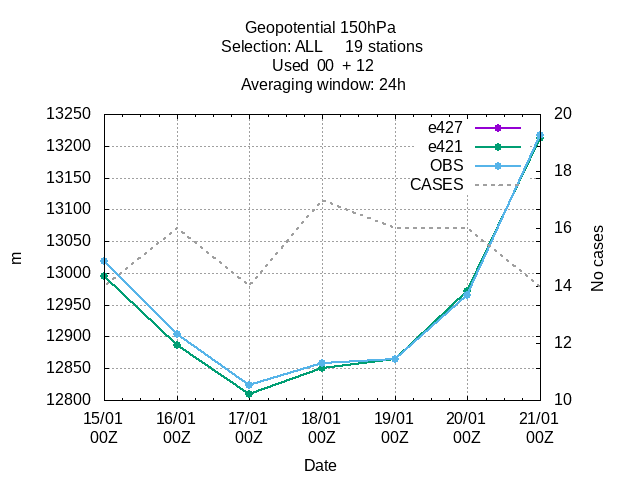 Geopotential 150hPa
Selection: ALL     19 stations
Used  00  + 12
Averaging window: 24h
13250
13200
13150
13100
13050
13000
12950
12900
12850
12800
m
e427
e421
OBS
CASES
20
18
16
14
12
10
No cases
15/01 16/01 17/01 18/01 19/01 20/01 21/01
00Z 00Z 00Z 00Z 00Z 00Z 00Z
Date